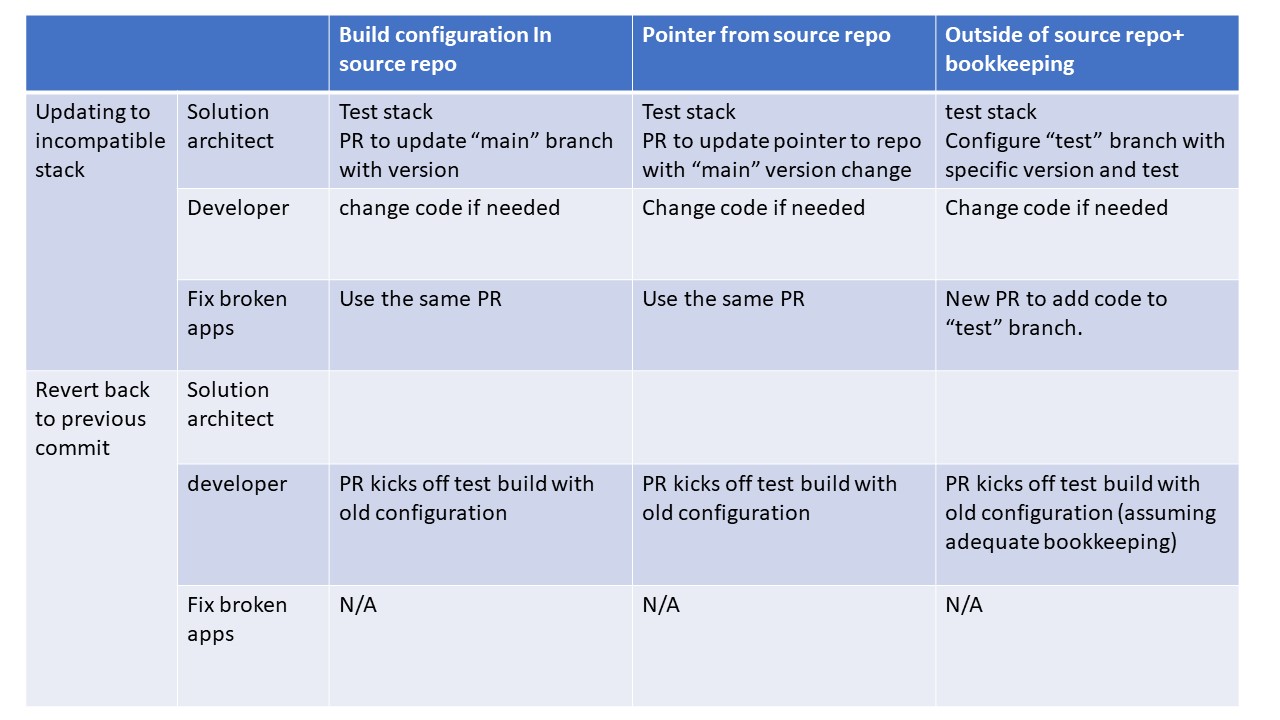 Build configuration In
source repo
Pointer from source repo
Outside of source repo+
bookkeeping
Updating to
incompatible
stack
Solution
architect
Test stack
PR to update “main” branch
with version
Test stack
PR to update pointer to repo
with “main” version change
test stack
Configure “test” branch with
specific version and test
Developer
change code if needed
Change code if needed
Change code if needed
Fix broken
apps
Use the same PR
Use the same PR
New PR to add code to
“test” branch.
Revert back
to previous
commit
Solution
architect
developer
PR kicks off test build with
old configuration
PR kicks off test build with
old configuration
PR kicks off test build with
old configuration (assuming
adequate bookkeeping)
Fix broken
apps
N/A
N/A
N/A